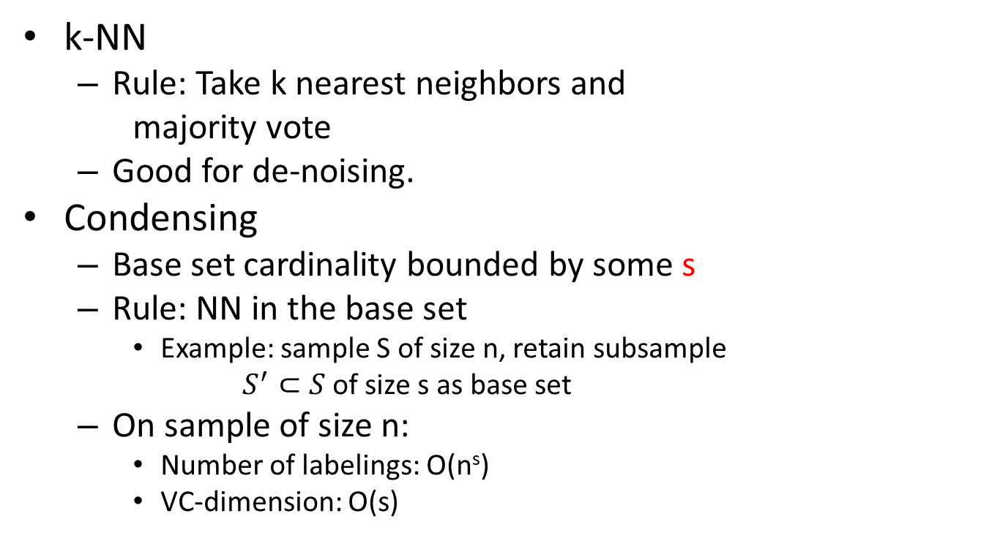 • k-NN
– Rule: Take k nearest neighbors and
majority vote
– Good for de-noising.
• Condensing
– Base set cardinality bounded by some s
– Rule: NN in the base set
• Example: sample S of size n, retain subsample
𝑆′ ⊂ 𝑆 of size s as base set
– On sample of size n:
• Number of labelings: O(nˢ)
• VC-dimension: O(s)